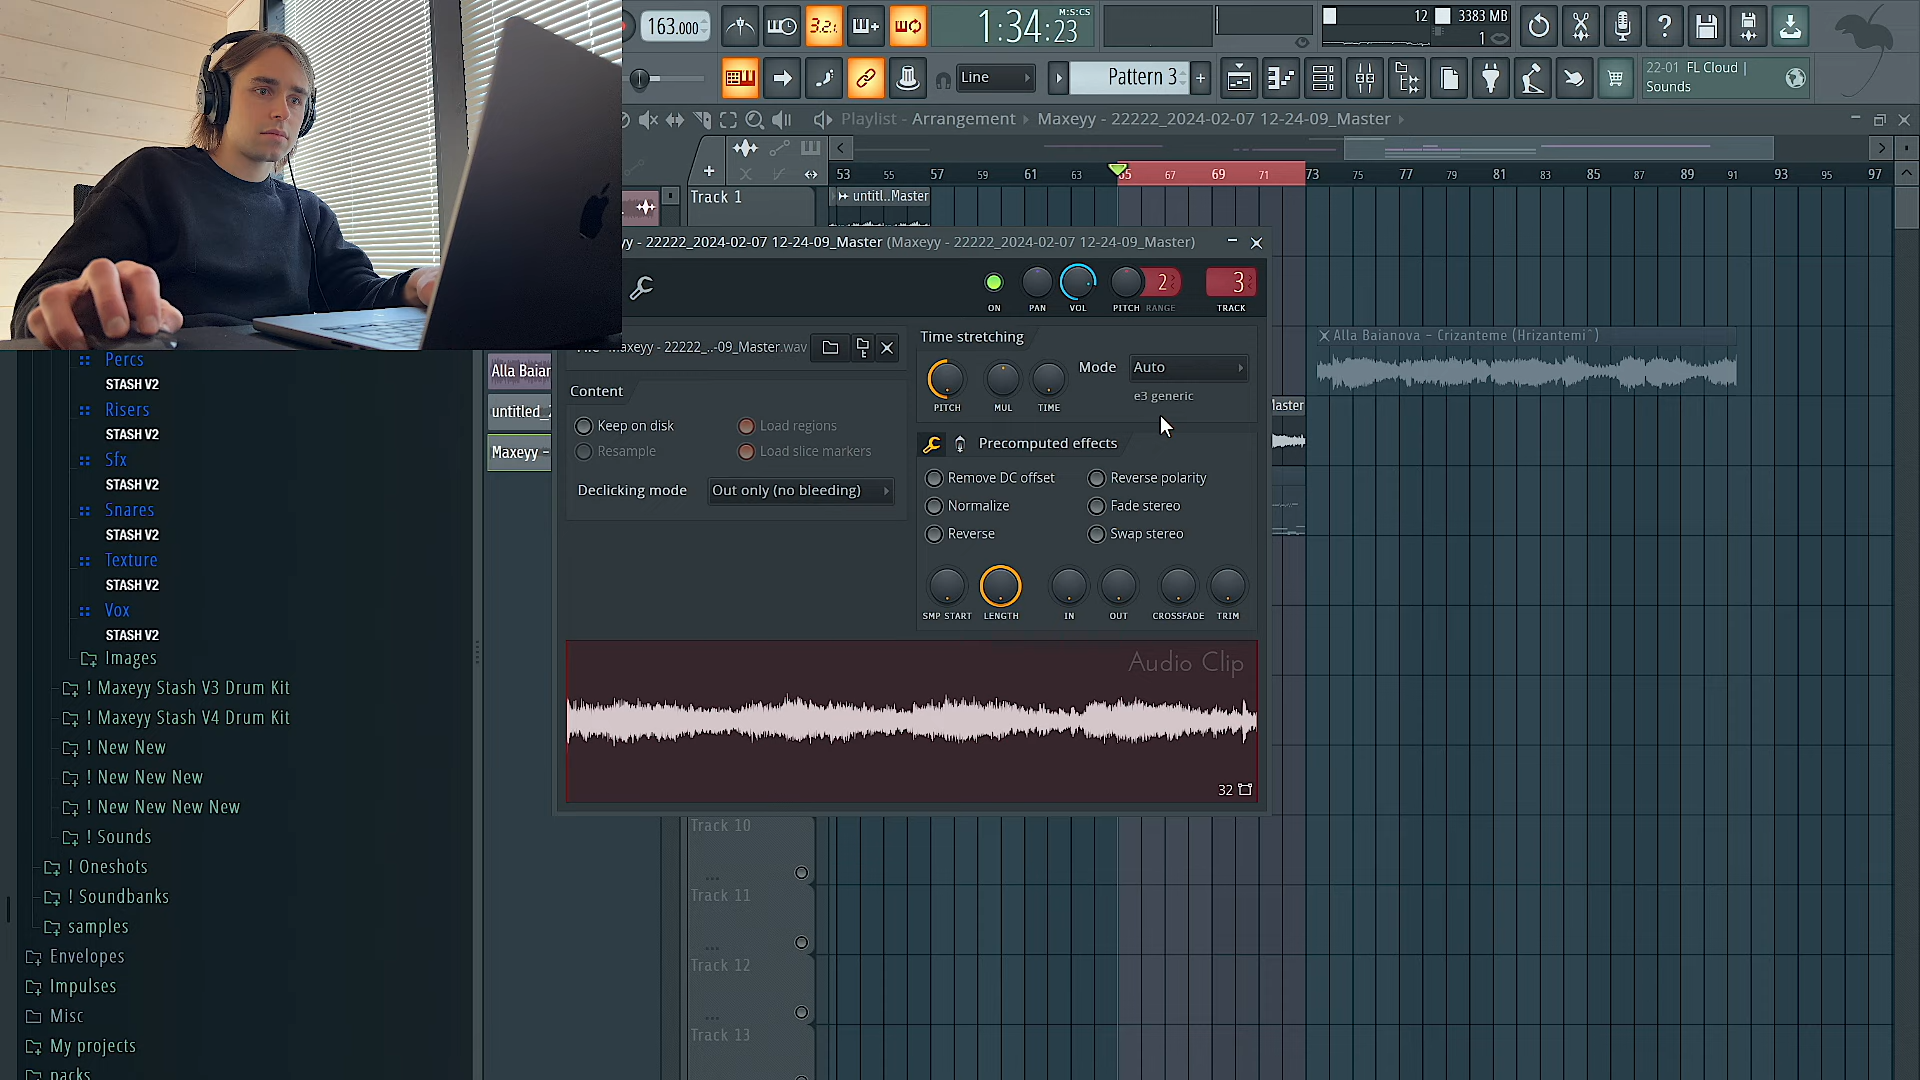 163.000
3.2.
1:34:23
M:S:CS
12
3383 MB
1
Line
Pattern 3
22-01 FL Cloud |
Sounds
Playlist - Arrangement › Maxeyy - 22222_2024-02-07 12-24-09_Master ›
53 55 57 59 61 63 65 67 69 71 73 75 77 79 81 83 85 87 89 91 93 95 97
Track 1
untitl..Master
yy - 22222_2024-02-07 12-24-09_Master (Maxeyy - 22222_2024-02-07 12-24-09_Master)
2
3
ON PAN VOL PITCH RANGE TRACK
Maxeyy - 22222_..-09_Master.wav
Time stretching
Mode
Auto
e3 generic
PITCH MUL TIME
Content
Keep on disk
Load regions
Resample
Load slice markers
Declicking mode
Out only (no bleeding)
Precomputed effects
Remove DC offset
Reverse polarity
Normalize
Fade stereo
Reverse
Swap stereo
SMP START LENGTH IN OUT CROSSFADE TRIM
Audio Clip
32
Alla Baianova - Crizanteme (Hrizantemi^)
Alla Baiar
untitled_2
Maxeyy -
Percs
STASH V2
Risers
STASH V2
Sfx
STASH V2
Snares
STASH V2
Texture
STASH V2
Vox
STASH V2
Images
! Maxeyy Stash V3 Drum Kit
! Maxeyy Stash V4 Drum Kit
! New New
! New New New
! New New New New
! Sounds
! Oneshots
! Soundbanks
samples
Envelopes
Impulses
Misc
My projects
packs
Track 10
Track 11
Track 12
Track 13